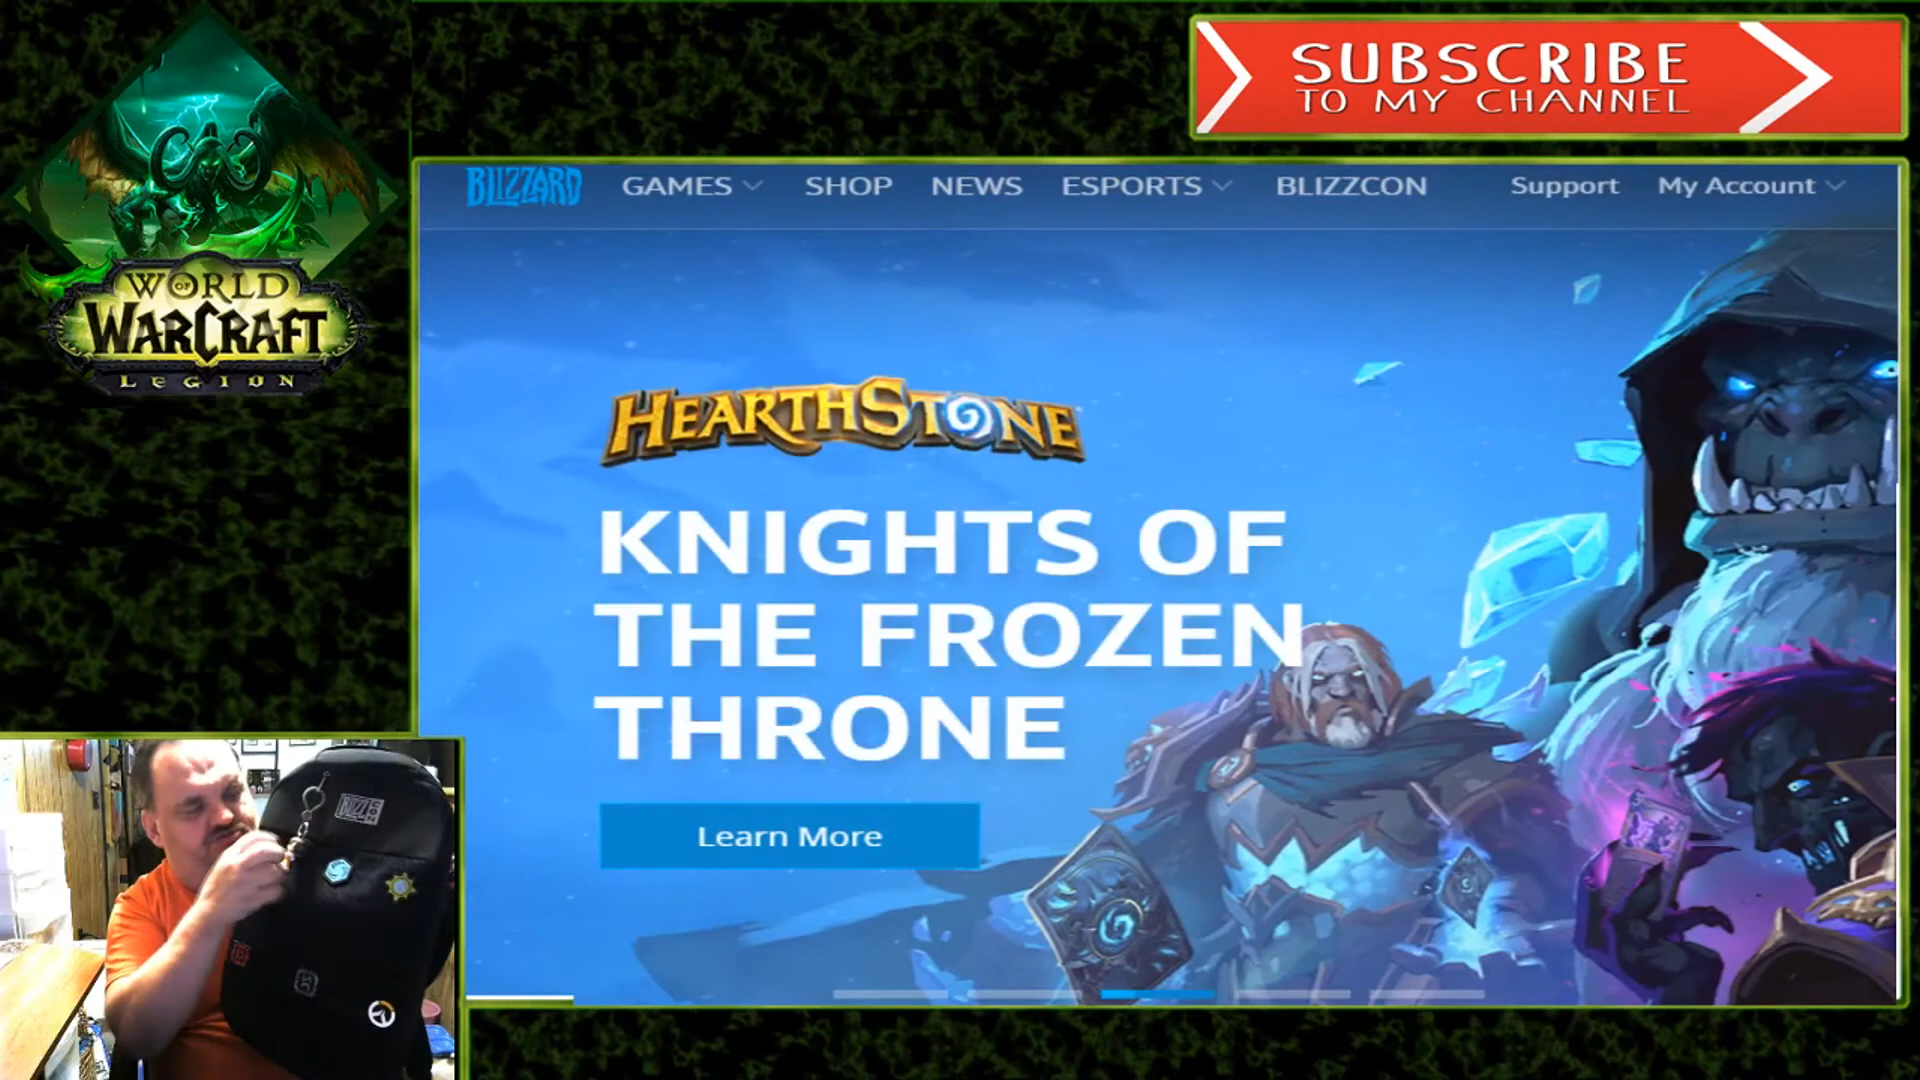 SUBSCRIBE
TO MY CHANNEL
BLIZZARD GAMES SHOP NEWS ESPORTS BLIZZCON Support My Account
WORLD OF
WARCRAFT
LEGION
HEARTHSTONE
KNIGHTS OF
THE FROZEN
THRONE
Learn More
BLIZZCON